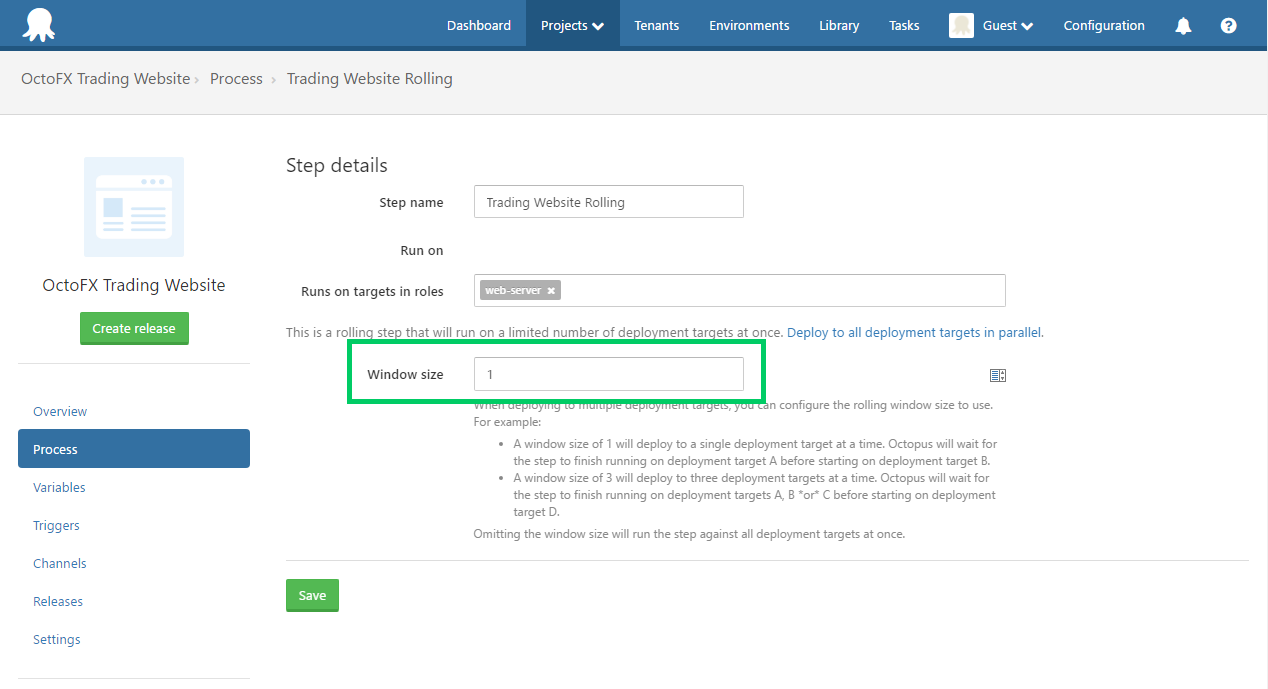 Dashboard Projects Tenants Environments Library Tasks Guest Configuration
OctoFX Trading Website › Process › Trading Website Rolling
OctoFX Trading Website
Create release
Overview
Process
Variables
Triggers
Channels
Releases
Settings
Step details
Step name Trading Website Rolling
Run on
Runs on targets in roles web-server ×
This is a rolling step that will run on a limited number of deployment targets at once. Deploy to all deployment targets in parallel.
Window size 1
When deploying to multiple deployment targets, you can configure the rolling window size to use.
For example:
• A window size of 1 will deploy to a single deployment target at a time. Octopus will wait for
the step to finish running on deployment target A before starting on deployment target B.
• A window size of 3 will deploy to three deployment targets at a time. Octopus will wait for
the step to finish running on deployment targets A, B *or* C before starting on deployment
target D.
Omitting the window size will run the step against all deployment targets at once.
Save